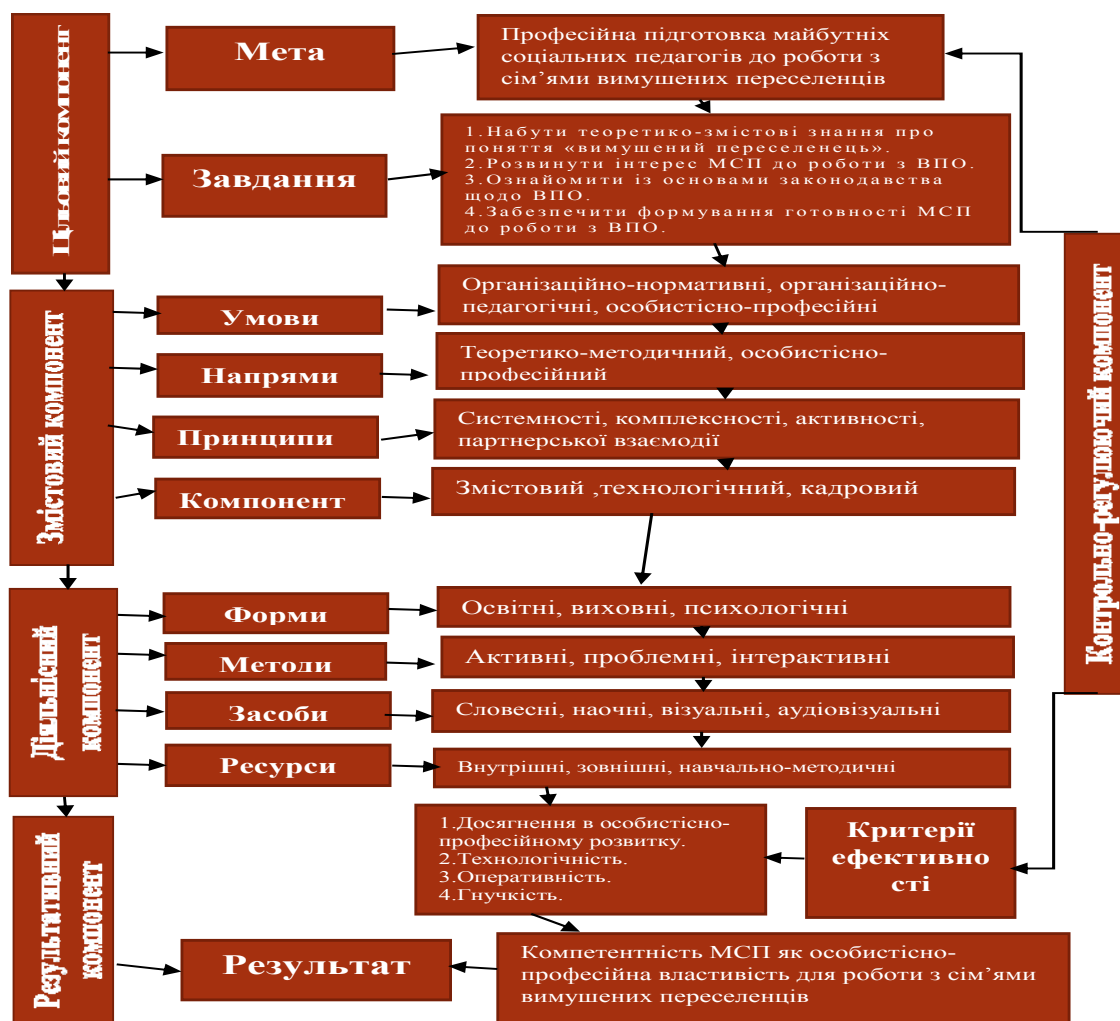 Цільовий компонент
Мета
Професійна підготовка майбутніх
соціальних педагогів до роботи з
сім’ями вимушених переселенців
Завдання
1.Набути теоретико-змістові знання про
поняття «вимушений переселенець».
2.Розвинути інтерес МСП до роботи з ВПО.
3.Ознайомити із основами законодавства
щодо ВПО.
4.Забезпечити формування готовності МСП
до роботи з ВПО.
Змістовий компонент
Умови
Організаційно-нормативні, організаційно-
педагогічні, особистісно-професійні
Напрями
Теоретико-методичний, особистісно-
професійний
Принципи
Системності, комплексності, активності,
партнерської взаємодії
Компонент
Змістовий ,технологічний, кадровий
Діяльнісний
компонент
Форми
Освітні, виховні, психологічні
Методи
Активні, проблемні, інтерактивні
Засоби
Словесні, наочні, візуальні, аудіовізуальні
Ресурси
Внутрішні, зовнішні, навчально-методичні
Результативний
компонент
1.Досягнення в особистісно-
професійному розвитку.
2.Технологічність.
3.Оперативність.
4.Гнучкість.
Критерії
ефективно
сті
Результат
Компетентність МСП як особистісно-
професійна властивість для роботи з сім’ями
вимушених переселенців
Контрольно-регулюючий компонент